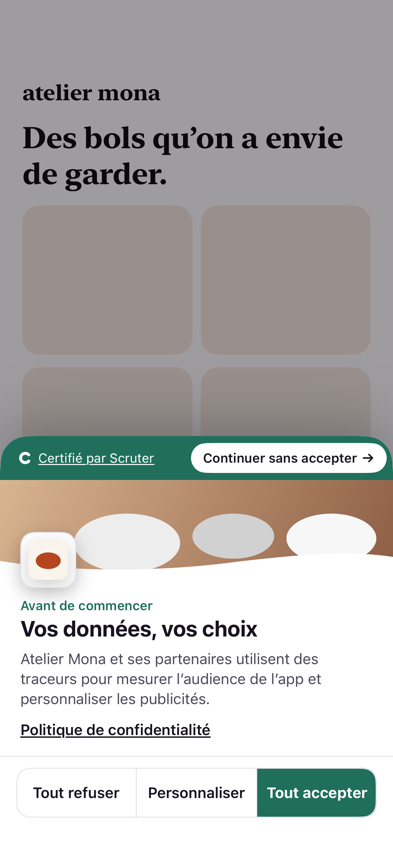 atelier mona
Des bols qu’on a envie
de garder.
Certifié par Scruter
Continuer sans accepter →
Avant de commencer
Vos données, vos choix
Atelier Mona et ses partenaires utilisent des
traceurs pour mesurer l’audience de l’app et
personnaliser les publicités.
Politique de confidentialité
Tout refuser
Personnaliser
Tout accepter